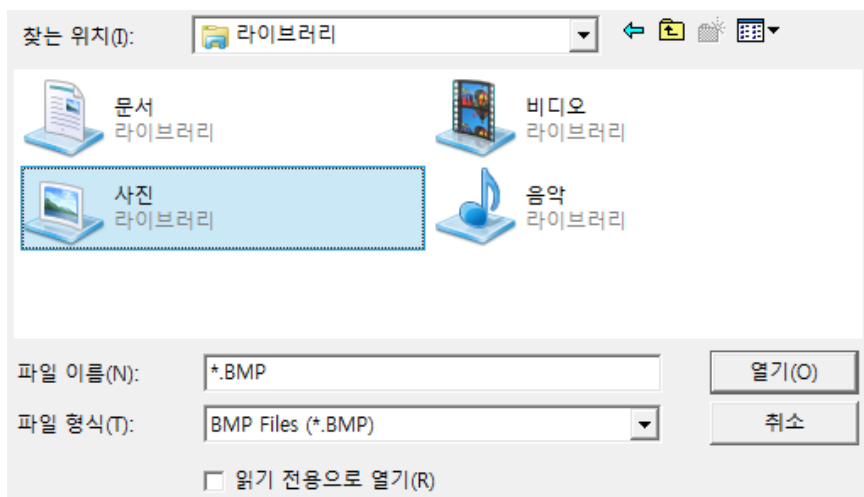 찾는 위치(I): 라이브러리
문서
라이브러리
비디오
라이브러리
사진
라이브러리
음악
라이브러리
파일 이름(N): *.BMP 열기(O)
파일 형식(T): BMP Files (*.BMP) 취소
읽기 전용으로 열기(R)